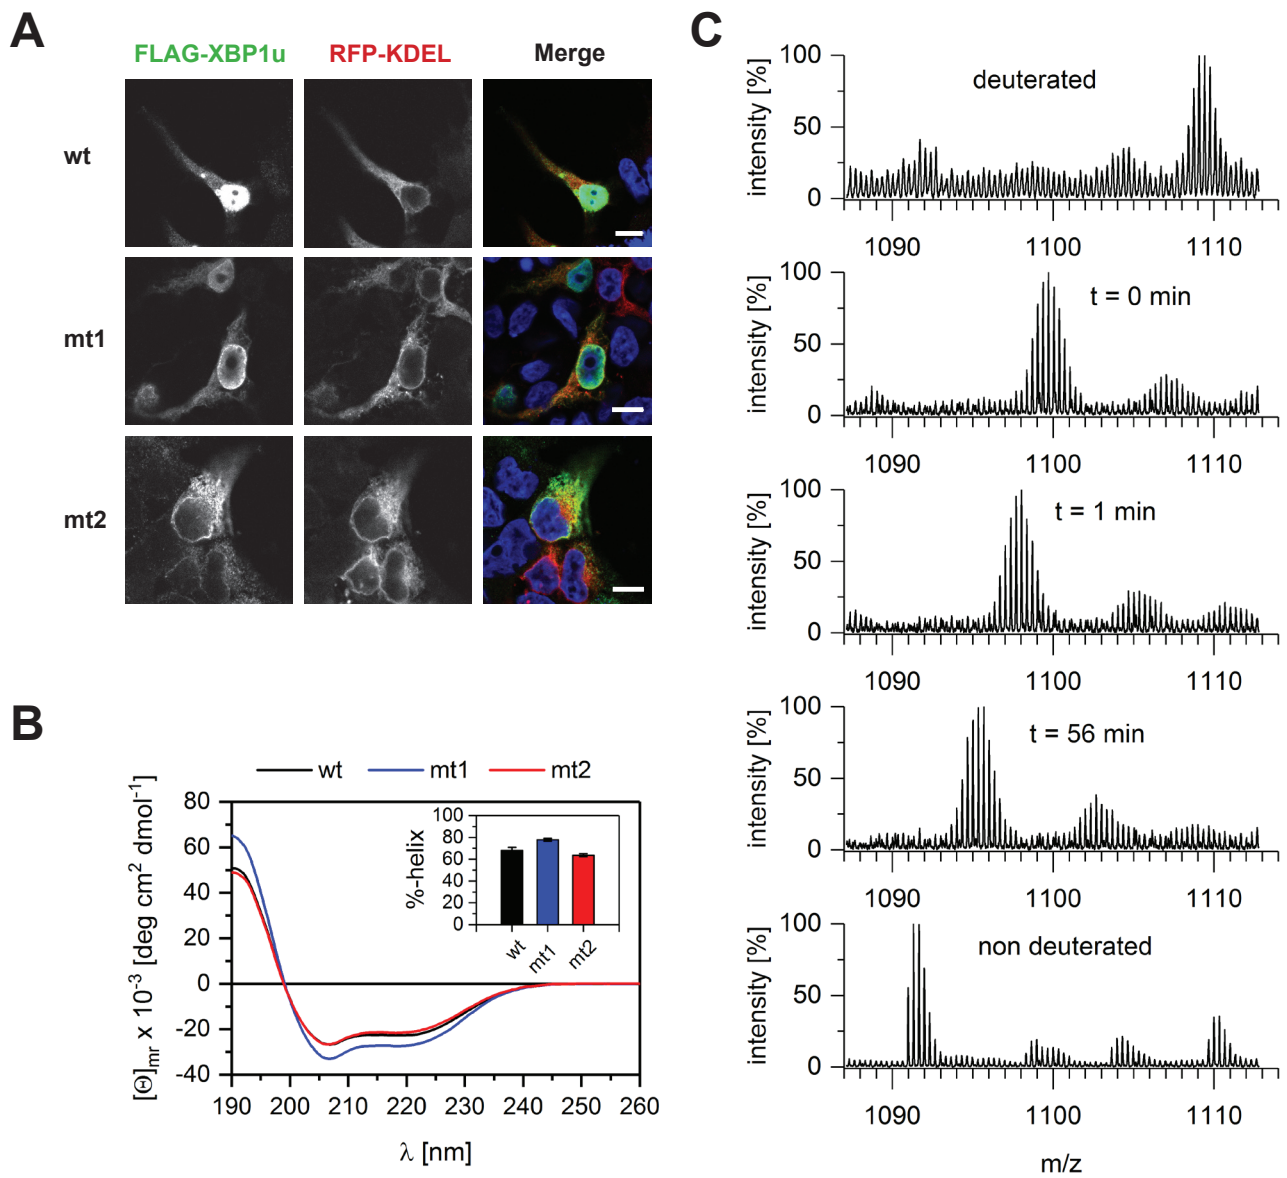 A
FLAG-XBP1u RFP-KDEL Merge
wt
mt1
mt2
B
wt mt1 mt2
[Θ]mr x 10-3 [deg cm2 dmol-1]
80
60
40
20
0
-20
-40
190 200 210 220 230 240 250 260
λ [nm]
%-helix
100
80
60
40
20
0
wt mt1 mt2
C
intensity [%]
100
50
0
deuterated
1090 1100 1110
intensity [%]
100
50
0
t = 0 min
1090 1100 1110
intensity [%]
100
50
0
t = 1 min
1090 1100 1110
intensity [%]
100
50
0
t = 56 min
1090 1100 1110
intensity [%]
100
50
0
non deuterated
1090 1100 1110
m/z